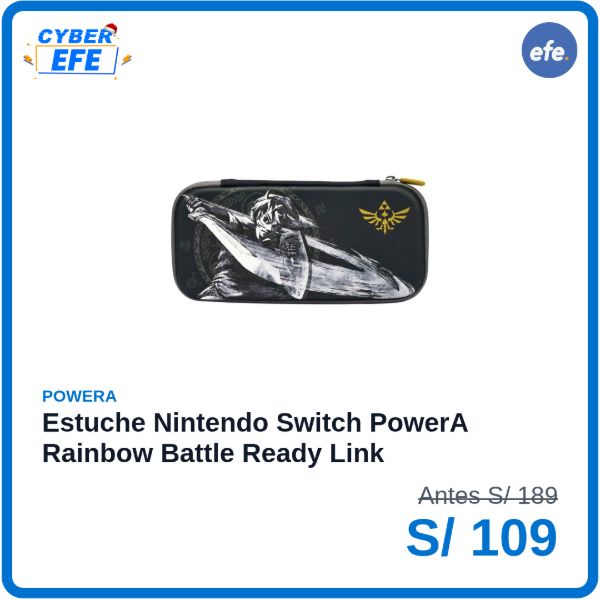 CYBER
EFE
efe.
POWERA
Estuche Nintendo Switch PowerA
Rainbow Battle Ready Link
Antes S/ 189
S/ 109